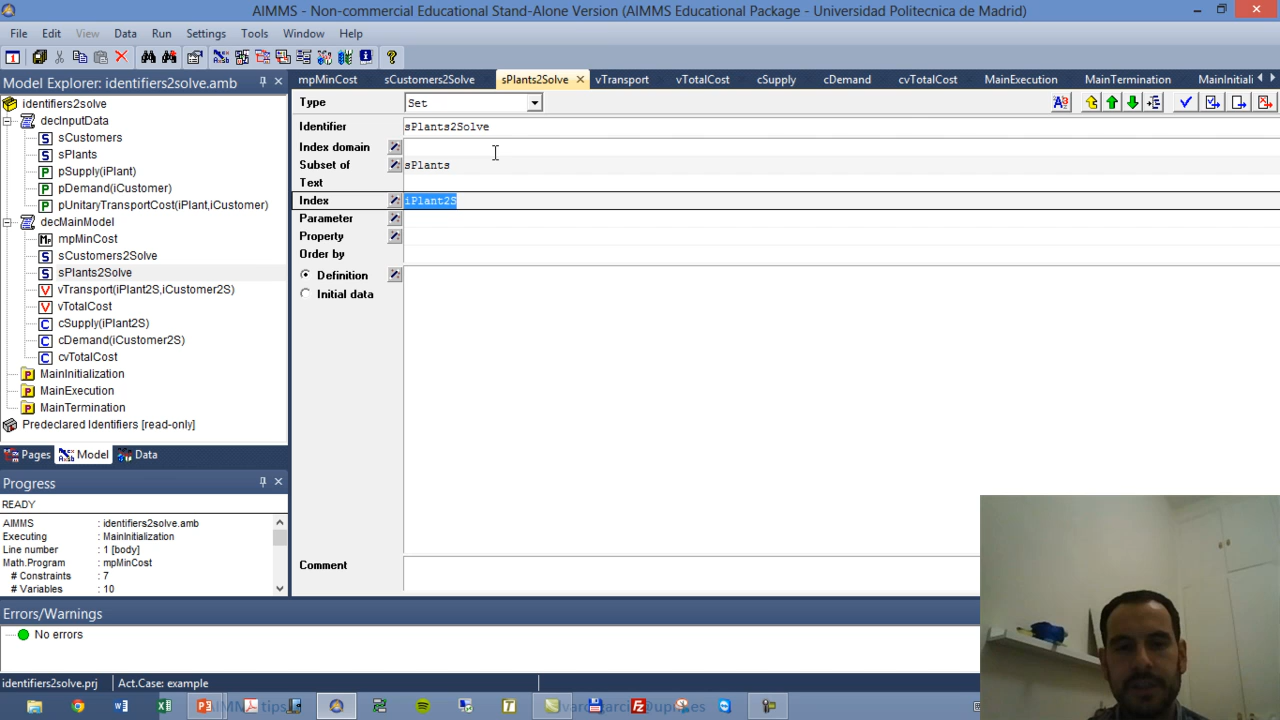 AIMMS - Non-commercial Educational Stand-Alone Version (AIMMS Educational Package - Universidad Politecnica de Madrid)
File Edit View Data Run Settings Tools Window Help
Model Explorer: identifiers2solve.amb
mpMinCost sCustomers2Solve sPlants2Solve vTransport vTotalCost cSupply cDemand cvTotalCost MainExecution MainTermination MainInitiali
identifiers2solve
decInputData
S sCustomers
S sPlants
P pSupply(iPlant)
P pDemand(iCustomer)
P pUnitaryTransportCost(iPlant,iCustomer)
decMainModel
MP mpMinCost
S sCustomers2Solve
S sPlants2Solve
V vTransport(iPlant2S,iCustomer2S)
V vTotalCost
C cSupply(iPlant2S)
C cDemand(iCustomer2S)
C cvTotalCost
P MainInitialization
P MainExecution
P MainTermination
Predeclared Identifiers [read-only]
Pages Model Data
Progress
READY
AIMMS : identifiers2solve.amb
Executing : MainInitialization
Line number : 1 [body]
Math.Program : mpMinCost
# Constraints : 7
# Variables : 10
Type Set
Identifier sPlants2Solve
Index domain
Subset of sPlants
Text
Index iPlant2S
Parameter
Property
Order by
Definition
Initial data
Comment
Errors/Warnings
No errors
identifiers2solve.prj Act.Case: example